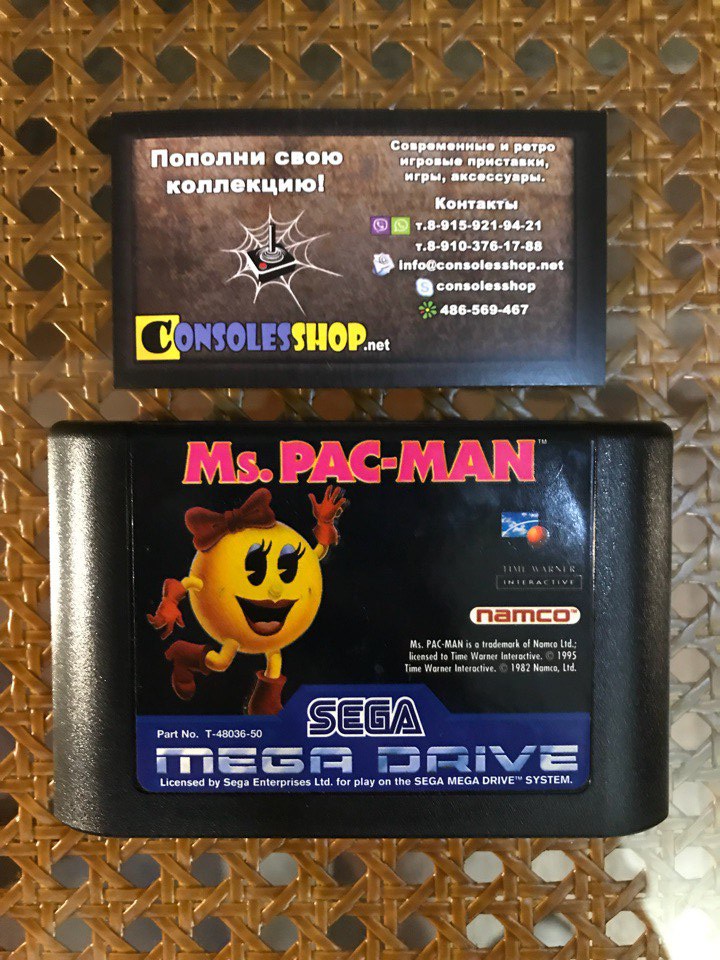 Пополни свою
коллекцию!
CONSOLESSHOP.net
Современные и ретро
игровые приставки,
игры, аксессуары.
Контакты
т.8-915-921-94-21
т.8-910-376-17-88
info@consolesshop.net
consolesshop
486-569-467
Ms. PAC-MAN™
TIME WARNER
INTERACTIVE
namco™
Ms. PAC-MAN is a trademark of Namco Ltd.;
licensed to Time Warner Interactive. © 1995
Time Warner Interactive. © 1982 Namco, Ltd.
SEGA
Part No. T-48036-50
MEGA DRIVE
Licensed by Sega Enterprises Ltd. for play on the SEGA MEGA DRIVE™ SYSTEM.